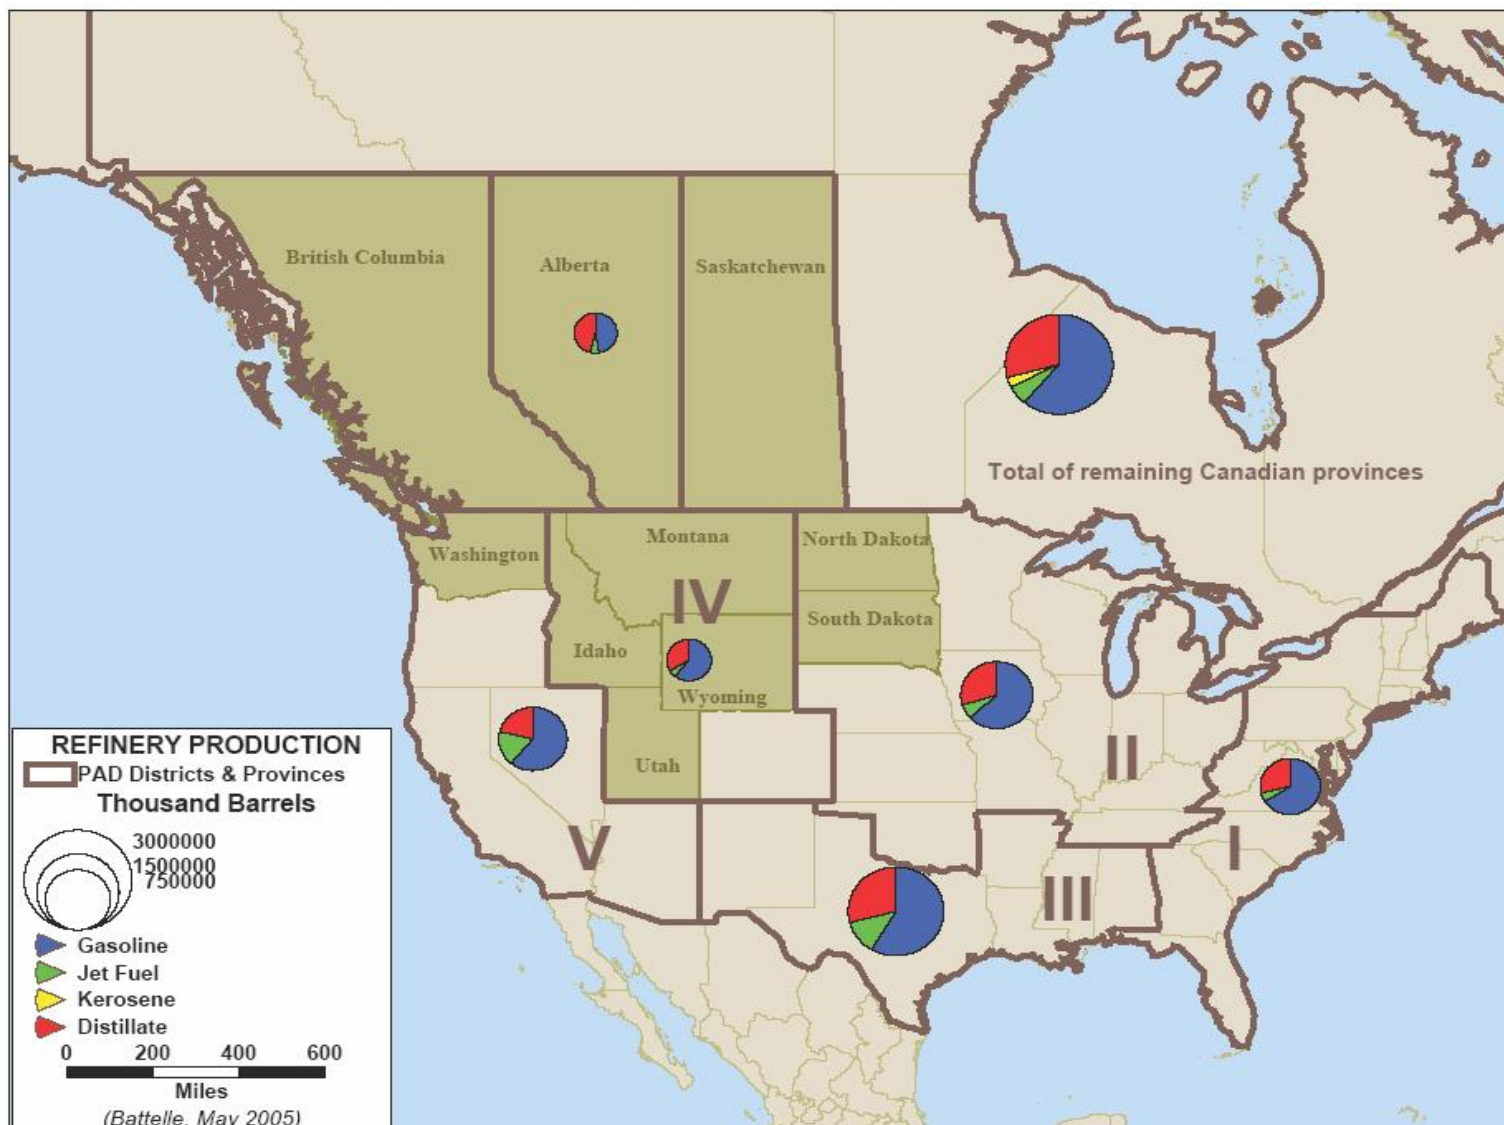 British Columbia
Alberta
Saskatchewan
Total of remaining Canadian provinces
Washington
Montana
North Dakota
IV
South Dakota
Idaho
Wyoming
Utah
II
V
I
III
REFINERY PRODUCTION
PAD Districts & Provinces
Thousand Barrels
3000000
1500000
750000
Gasoline
Jet Fuel
Kerosene
Distillate
0 200 400 600
Miles
(Battelle, May 2005)